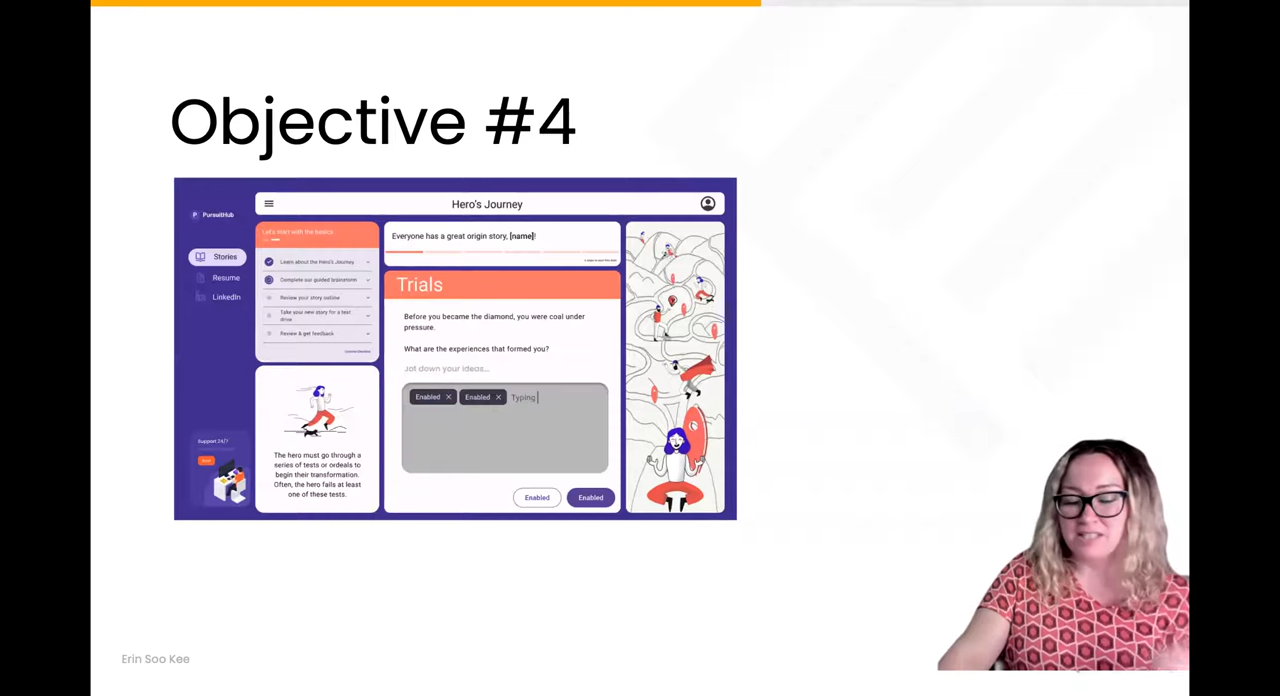 Objective #4
Hero's Journey
PursuitHub
Stories
Resume
LinkedIn
Support 24/7
Let's start with the basics
Learn about the Hero's Journey
Complete our guided brainstorm
Review your story outline
Take your new story for a test
drive
Review & get feedback
The hero must go through a
series of tests or ordeals to
begin their transformation.
Often, the hero fails at least
one of these tests.
Everyone has a great origin story, [name]!
Trials
Before you became the diamond, you were coal under
pressure.
What are the experiences that formed you?
Jot down your ideas...
Enabled Enabled Typing
Enabled Enabled
Erin Soo Kee